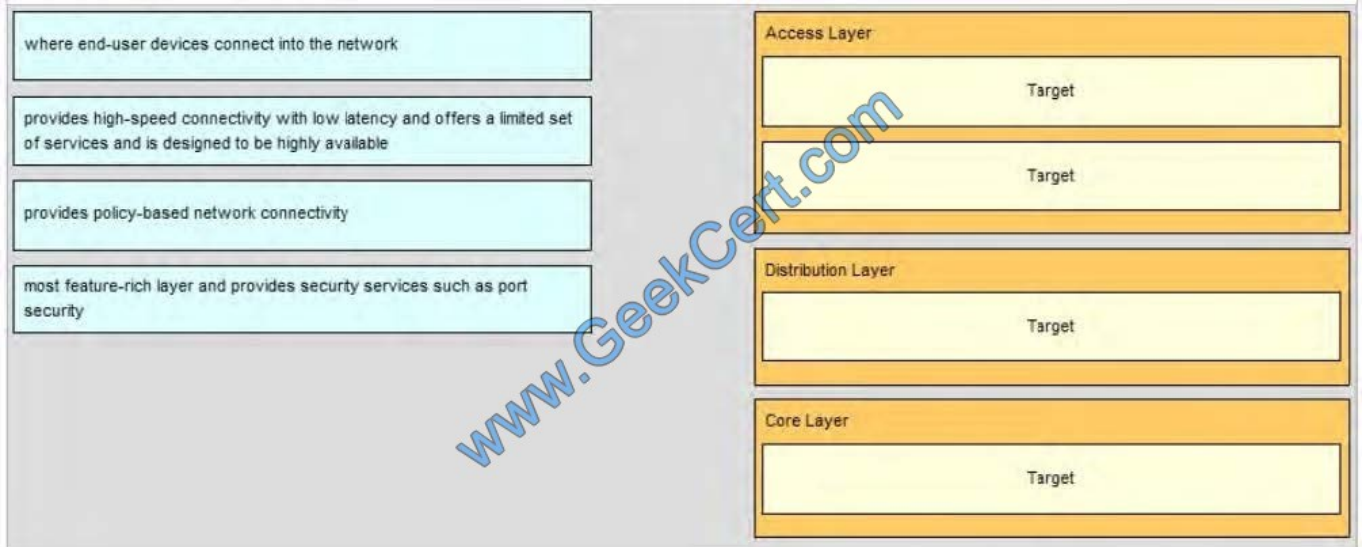 where end-user devices connect into the network
provides high-speed connectivity with low latency and offers a limited set
of services and is designed to be highly available
provides policy-based network connectivity
most feature-rich layer and provides security services such as port
security
Access Layer
Target
Target
Distribution Layer
Target
Core Layer
Target
www.GeekCert.com